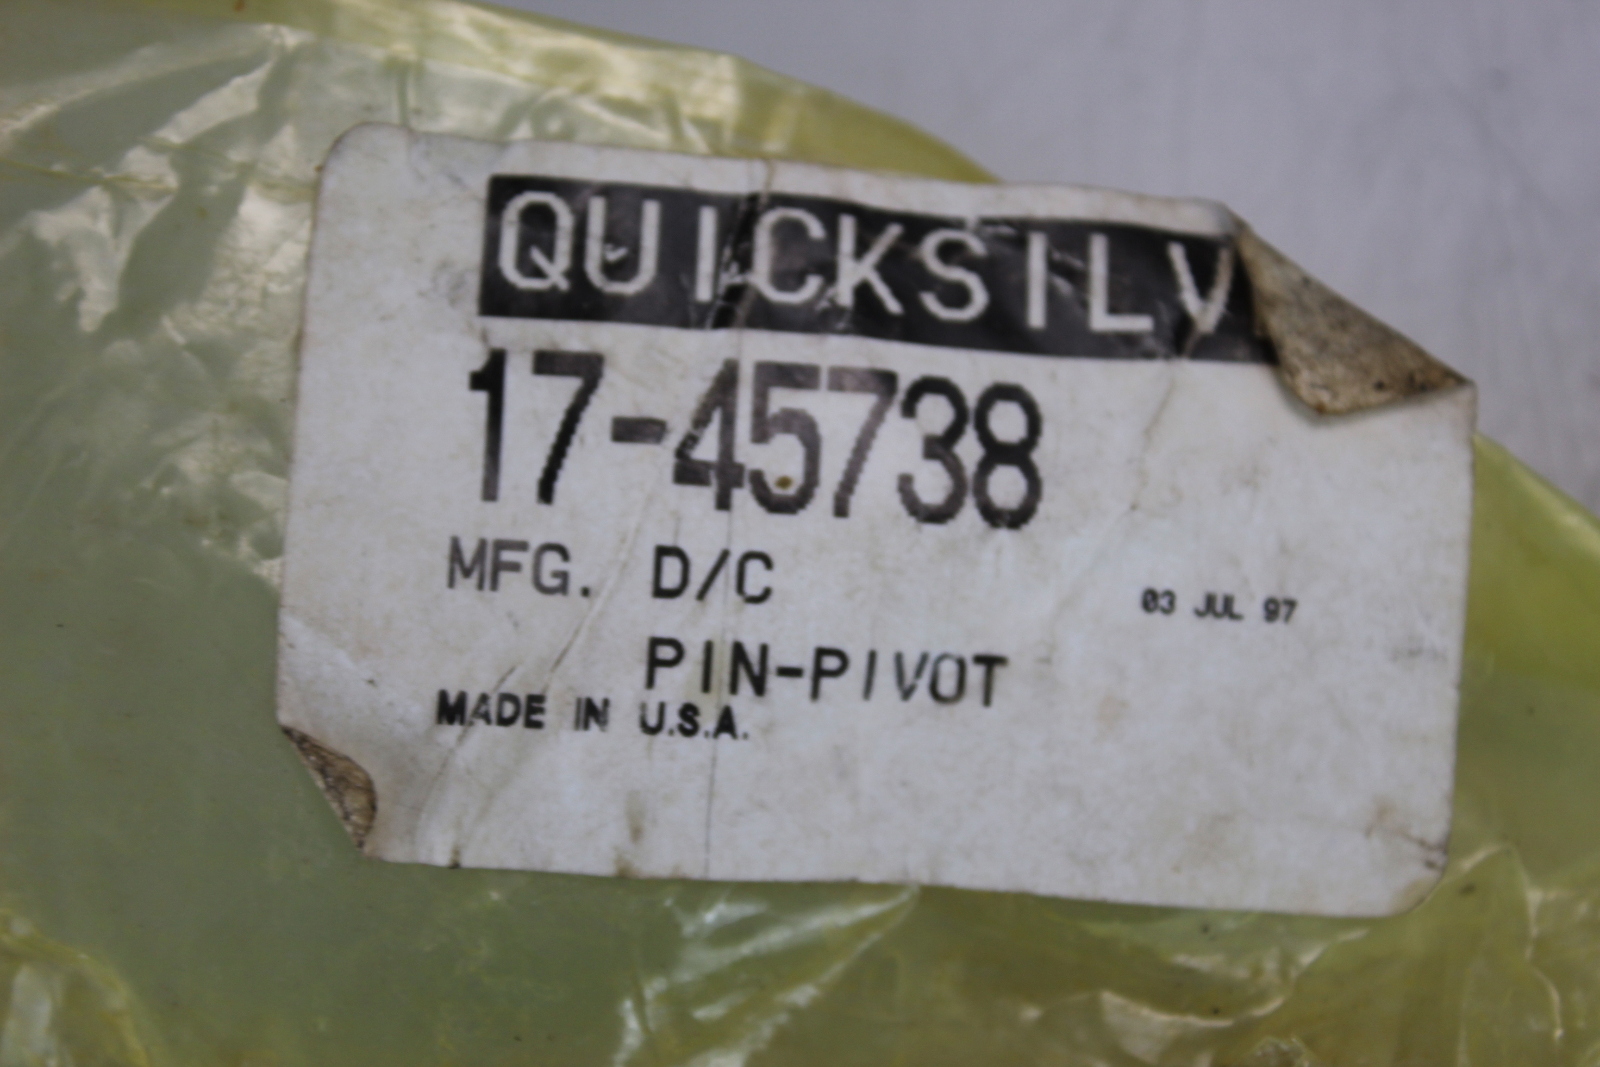 QUICKSILV
17-45738
MFG. D/C 03 JUL 97
PIN-PIVOT
MADE IN U.S.A.